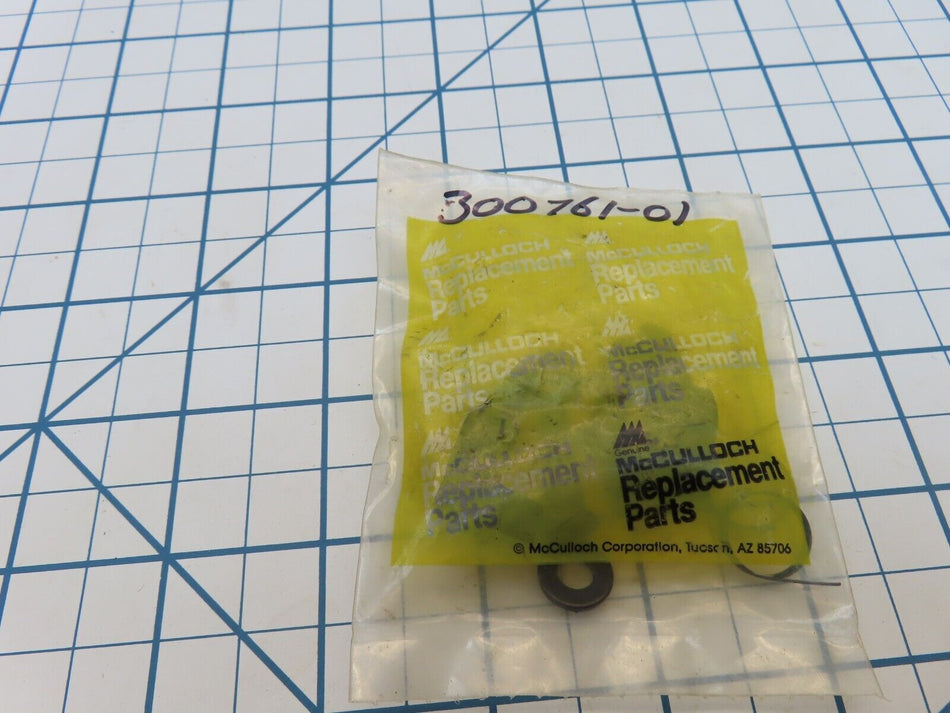 300761-01
McCULLOCH
Replacement
Parts
McCULLOCH
Replacement
Parts
McCULLOCH
Replacement
Parts
McCULLOCH
Replacement
Parts
McCULLOCH
Replacement
Parts
Genuine
McCULLOCH
Replacement
Parts
© McCulloch Corporation, Tucson, AZ 85706